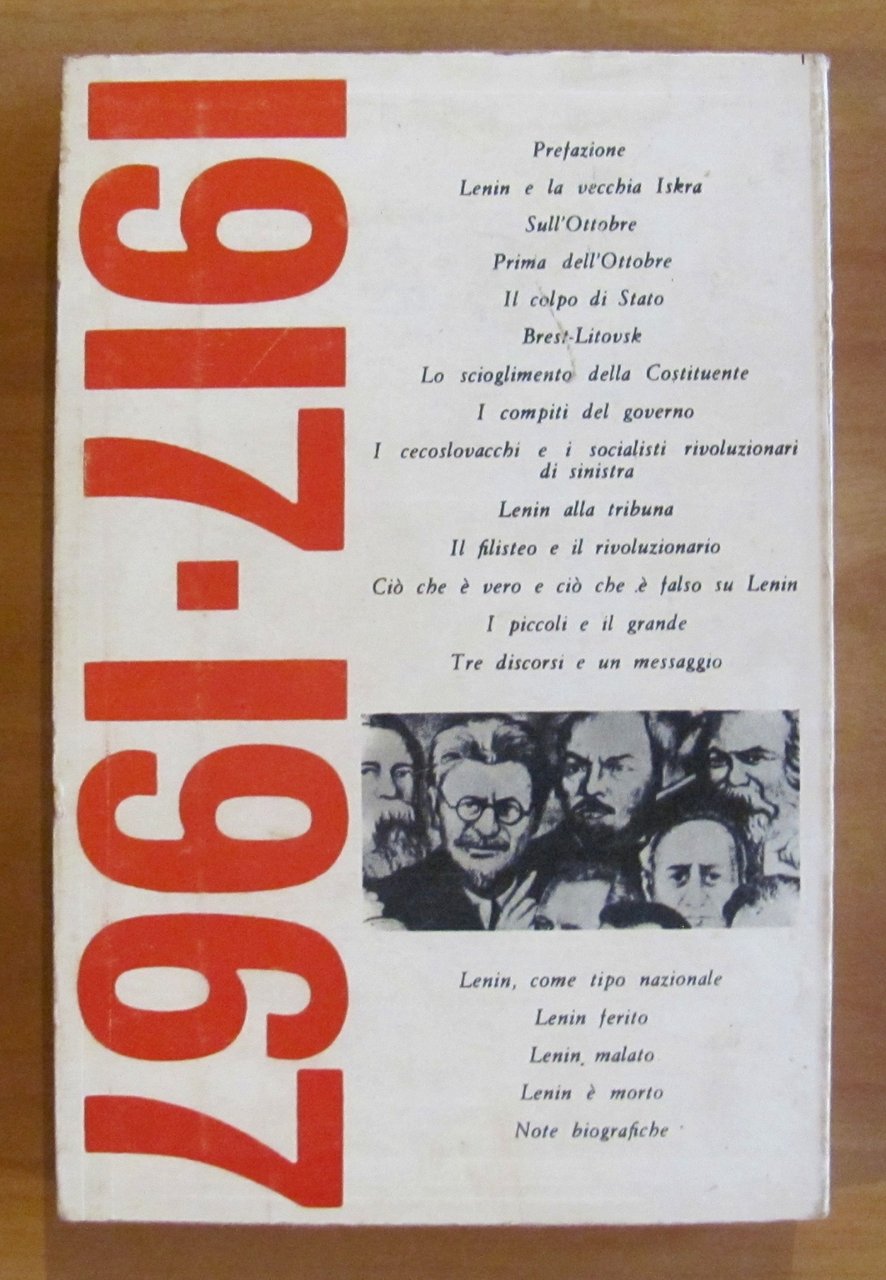 1917·1967
Prefazione
Lenin e la vecchia Iskra
Sull'Ottobre
Prima dell'Ottobre
Il colpo di Stato
Brest-Litovsk
Lo scioglimento della Costituente
I compiti del governo
I cecoslovacchi e i socialisti rivoluzionari
di sinistra
Lenin alla tribuna
Il filisteo e il rivoluzionario
Ciò che è vero e ciò che è falso su Lenin
I piccoli e il grande
Tre discorsi e un messaggio
Lenin, come tipo nazionale
Lenin ferito
Lenin malato
Lenin è morto
Note biografiche